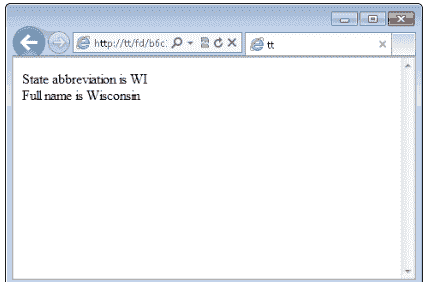 http://tt/fd/b6c
tt
State abbreviation is WI
Full name is Wisconsin